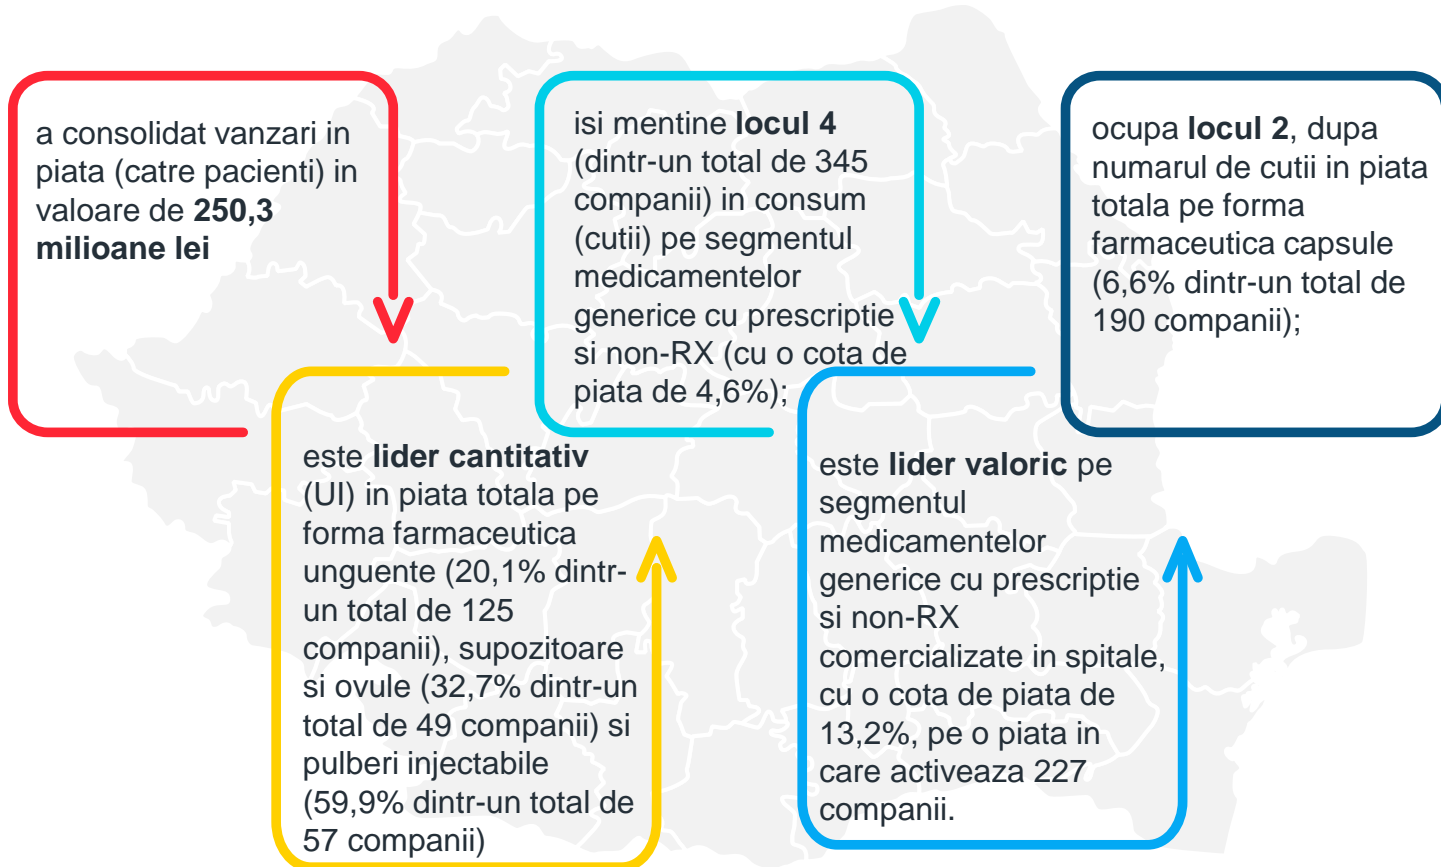 a consolidat vanzari in
piata (catre pacienti) in
valoare de 250,3
milioane lei
este lider cantitativ
(UI) in piata totala pe
forma farmaceutica
unguente (20,1% dintr-
un total de 125
companii), supozitoare
si ovule (32,7% dintr-un
total de 49 companii) si
pulberi injectabile
(59,9% dintr-un total de
57 companii)
isi mentine locul 4
(dintr-un total de 345
companii) in consum
(cutii) pe segmentul
medicamentelor
generice cu prescriptie
si non-RX (cu o cota de
piata de 4,6%);
este lider valoric pe
segmentul
medicamentelor
generice cu prescriptie
si non-RX
comercializate in spitale,
cu o cota de piata de
13,2%, pe o piata in
care activeaza 227
companii.
ocupa locul 2, dupa
numarul de cutii in piata
totala pe forma
farmaceutica capsule
(6,6% dintr-un total de
190 companii);